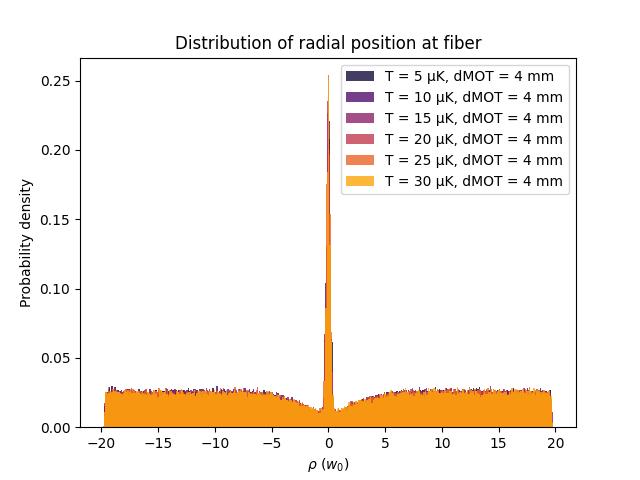 Distribution of radial position at fiber
T = 5 μK, dMOT = 4 mm
T = 10 μK, dMOT = 4 mm
T = 15 μK, dMOT = 4 mm
T = 20 μK, dMOT = 4 mm
T = 25 μK, dMOT = 4 mm
T = 30 μK, dMOT = 4 mm
Probability density
0.25
0.20
0.15
0.10
0.05
0.00
−20 −15 −10 −5 0 5 10 15 20
ρ (w₀)